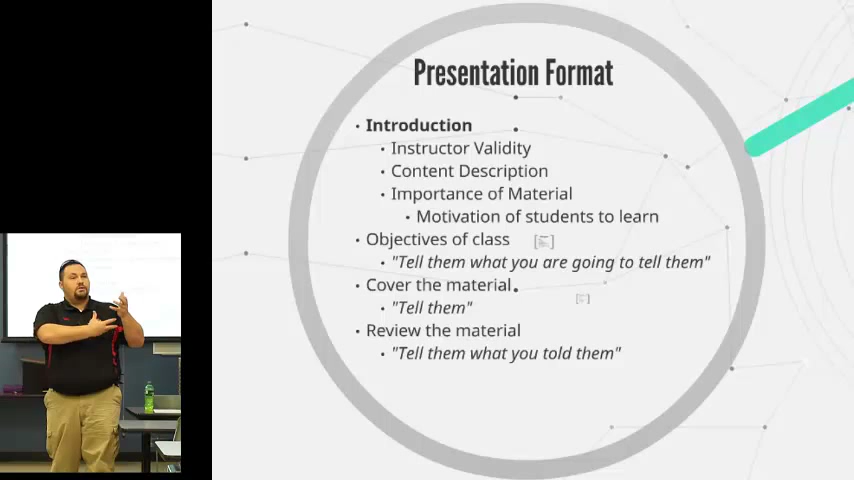 Presentation Format
Introduction
Instructor Validity
Content Description
Importance of Material
Motivation of students to learn
Objectives of class
"Tell them what you are going to tell them"
Cover the material
"Tell them"
Review the material
"Tell them what you told them"